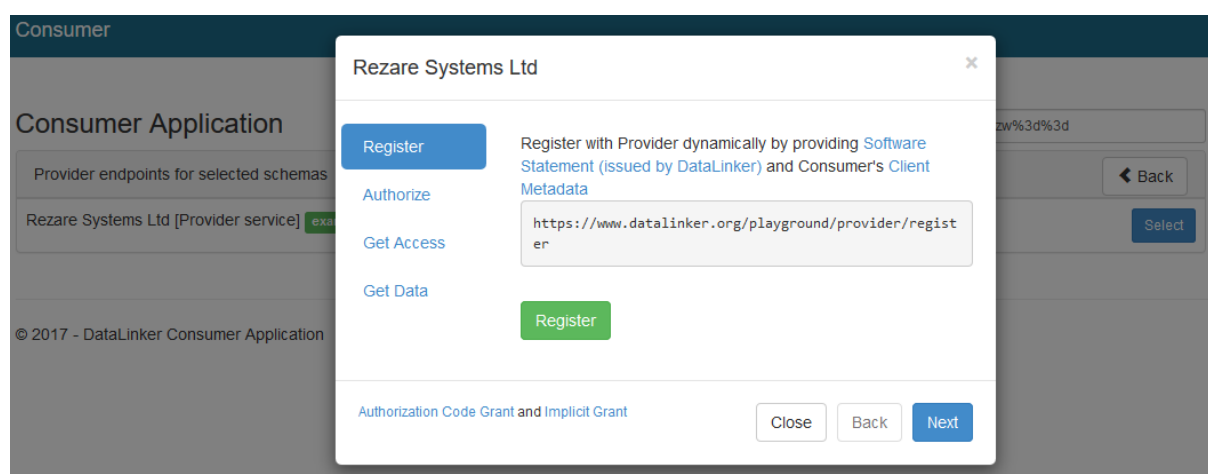 Consumer
Rezare Systems Ltd
×
Consumer Application
zw%3d%3d
Provider endpoints for selected schemas
Back
Rezare Systems Ltd [Provider service]
Select
© 2017 - DataLinker Consumer Application
Register
Authorize
Get Access
Get Data
Register with Provider dynamically by providing Software
Statement (issued by DataLinker) and Consumer's Client
Metadata
https://www.datalinker.org/playground/provider/regist
er
Register
Authorization Code Grant and Implicit Grant
Close
Back
Next